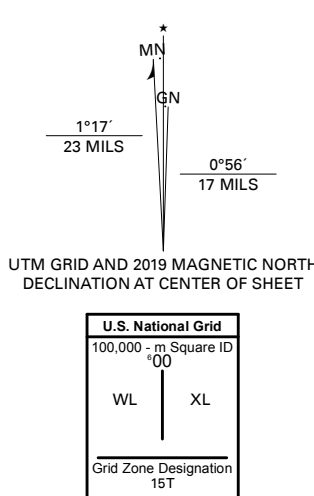 ★
MN
GN
1°17´
23 MILS
0°56´
17 MILS
UTM GRID AND 2019 MAGNETIC NORTH
DECLINATION AT CENTER OF SHEET
U.S. National Grid
100,000 - m Square ID
⁶00
WL XL
Grid Zone Designation
15T